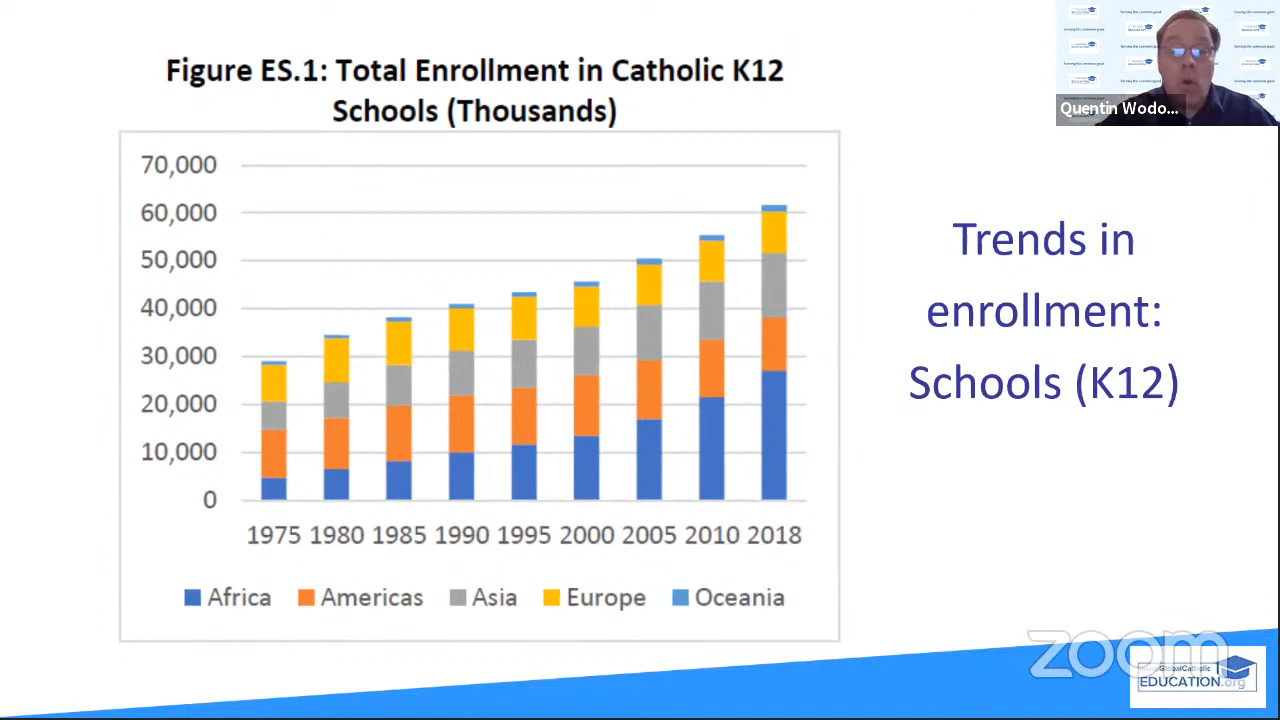 Figure ES.1: Total Enrollment in Catholic K12
Schools (Thousands)
70,000
60,000
50,000
40,000
30,000
20,000
10,000
0
1975 1980 1985 1990 1995 2000 2005 2010 2018
Africa Americas Asia Europe Oceania
Trends in
enrollment:
Schools (K12)
Quentin Wodo...
zoom
GlobalCatholic
EDUCATION.org